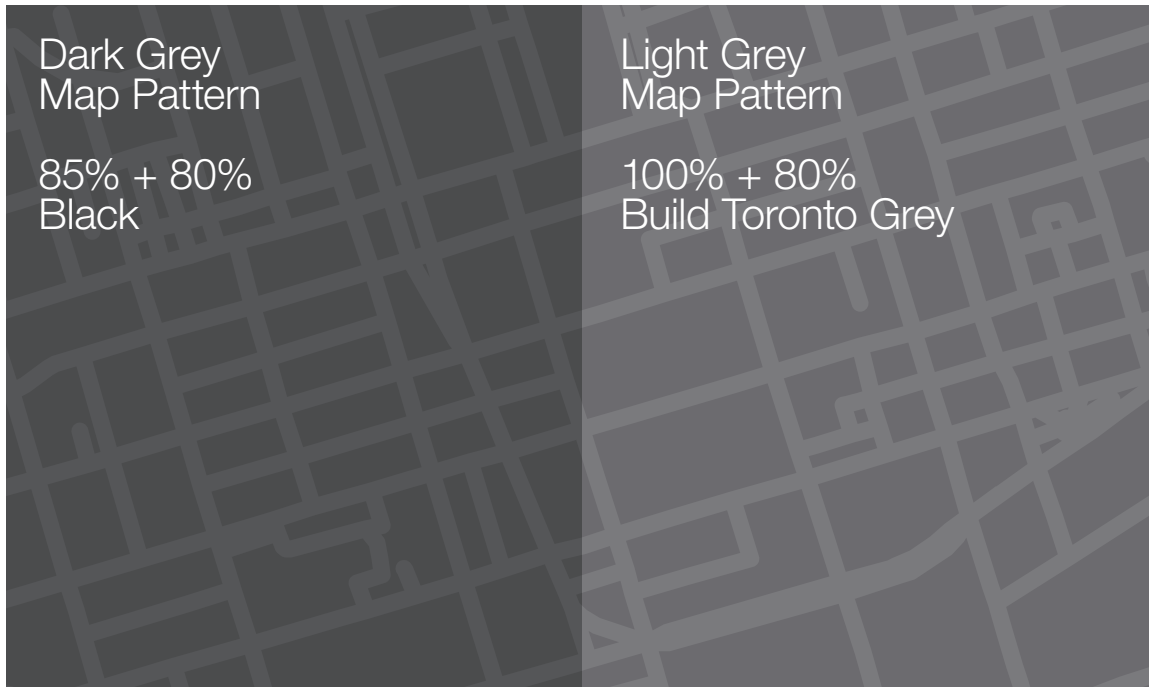 Dark Grey
Map Pattern
85% + 80%
Black
Light Grey
Map Pattern
100% + 80%
Build Toronto Grey